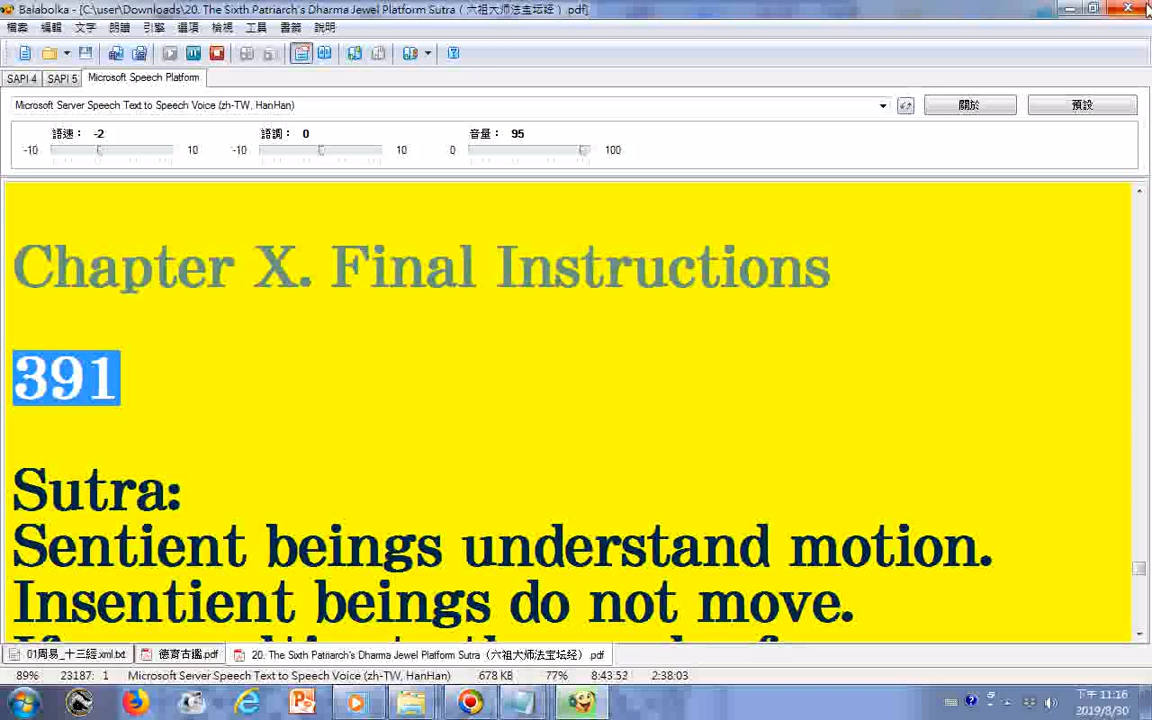 Balabolka - [C:\user\Downloads\20. The Sixth Patriarch's Dharma Jewel Platform Sutra（六祖大师法宝坛经）.pdf]
檔案 編輯 文字 朗讀 引擎 選項 檢視 工具 書籤 說明
SAPI 4 SAPI 5 Microsoft Speech Platform
Microsoft Server Speech Text to Speech Voice (zh-TW, HanHan) 關於 預設
語速： -2 語調： 0 音量： 95
-10 10 -10 10 0 100
Chapter X. Final Instructions
391
Sutra:
Sentient beings understand motion.
Insentient beings do not move.
01周易_十三經.xml.txt 德育古鑑.pdf 20. The Sixth Patriarch's Dharma Jewel Platform Sutra（六祖大师法宝坛经）.pdf
89% 23187: 1 Microsoft Server Speech Text to Speech Voice (zh-TW, HanHan) 678 KB 77% 8:43.52 2:38:03
下午 11:16
2019/8/30